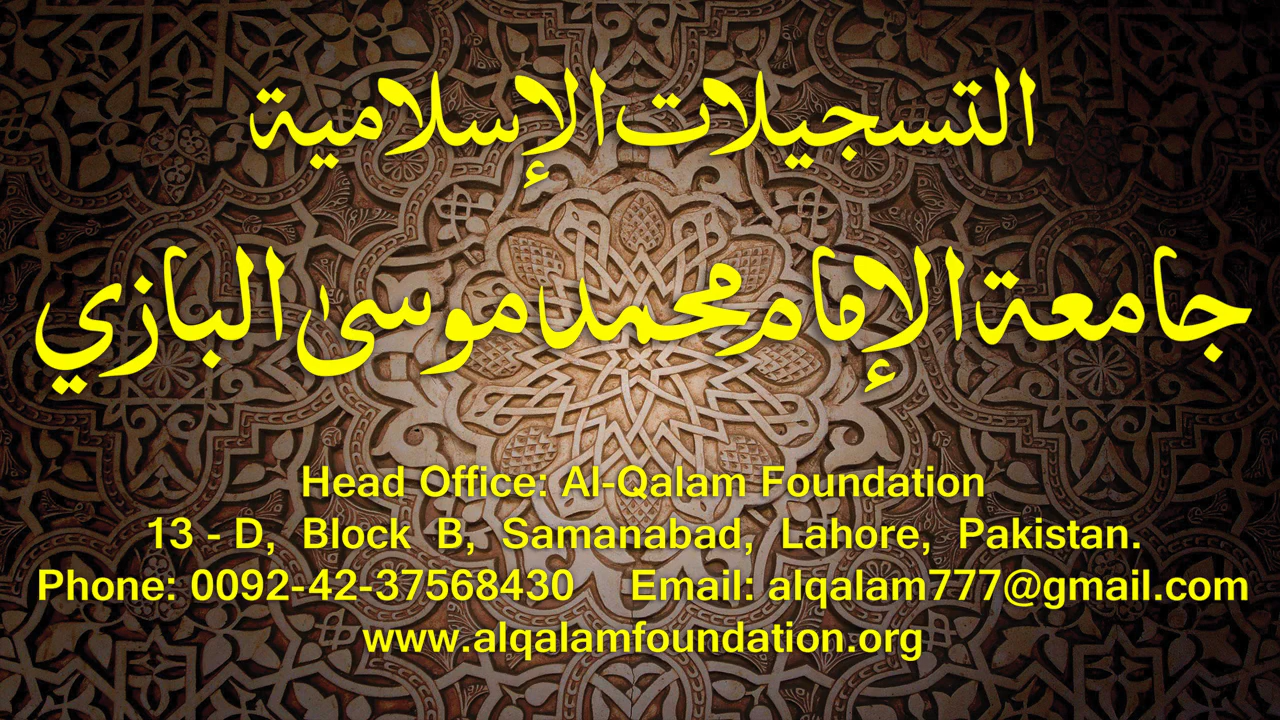 التسجيلات الإسلامية
جامعة الإمام محمد موسى البازي
Head Office: Al-Qalam Foundation
13 - D, Block B, Samanabad, Lahore, Pakistan.
Phone: 0092-42-37568430 Email: alqalam777@gmail.com
www.alqalamfoundation.org